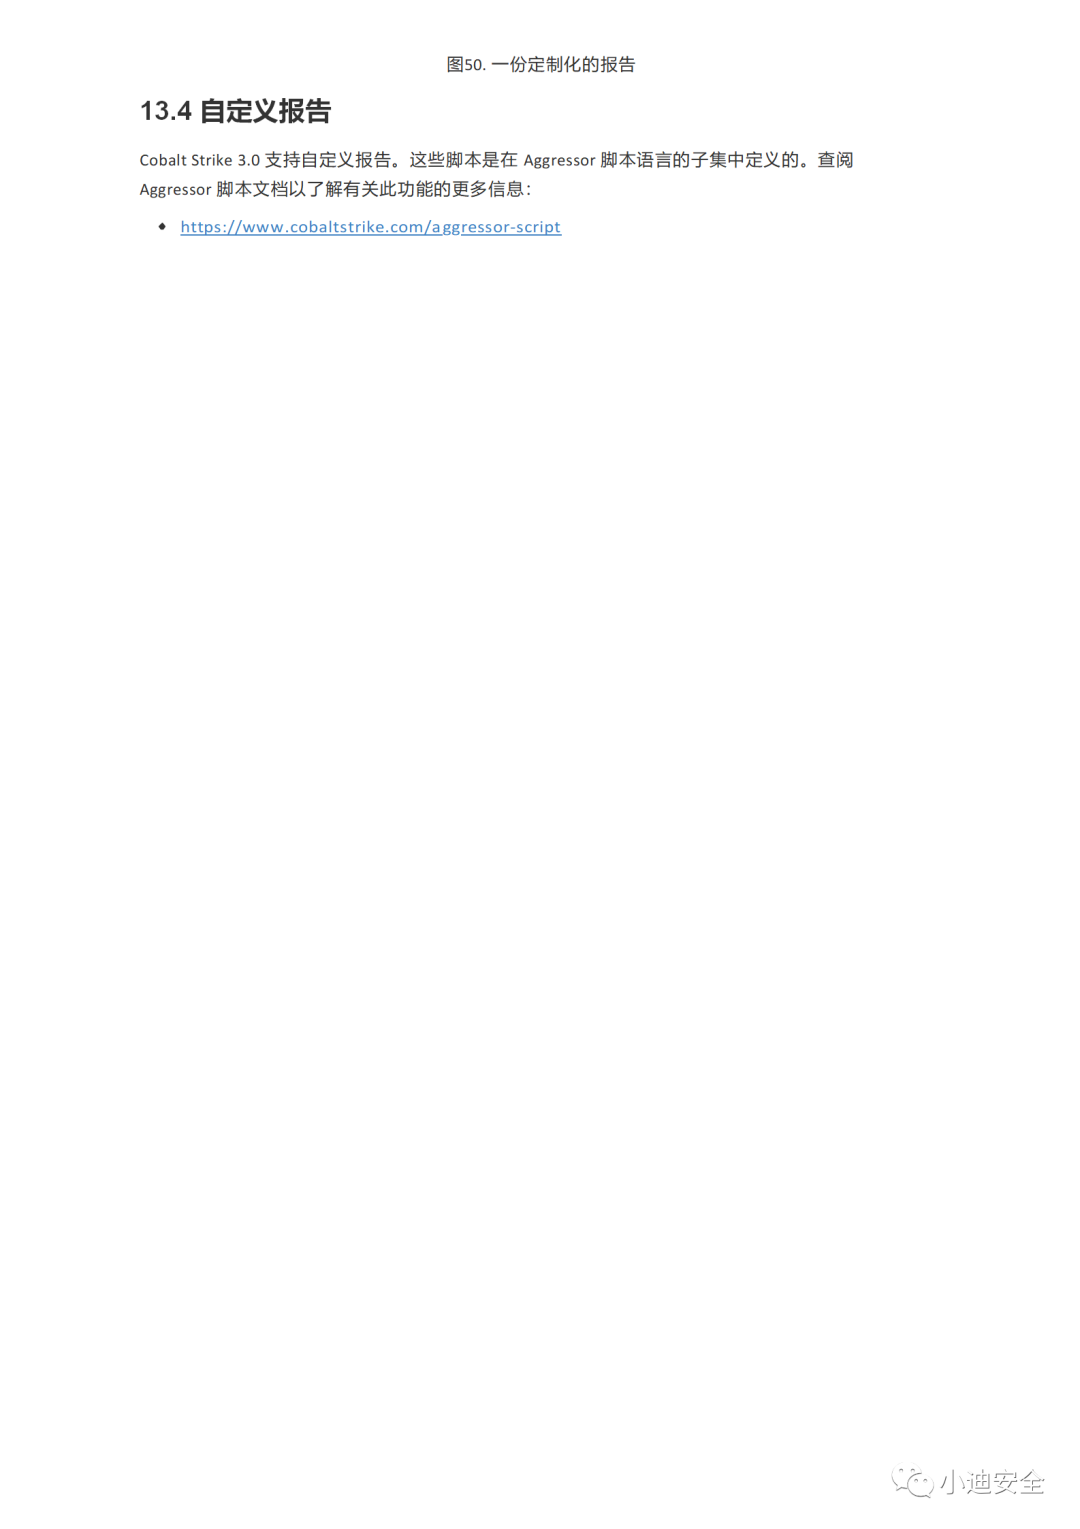 图50. 一份定制化的报告
13.4 自定义报告
Cobalt Strike 3.0 支持自定义报告。这些脚本是在 Aggressor 脚本语言的子集中定义的。查阅
Aggressor 脚本文档以了解有关此功能的更多信息：
• https://www.cobaltstrike.com/aggressor-script
小迪安全